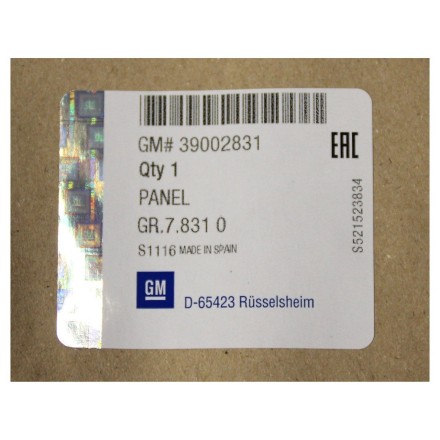 GM# 39002831
Qty 1
PANEL
GR.7.831 0
S1116 MADE IN SPAIN
GM
D-65423 Rüsselsheim
EAC
S521523834